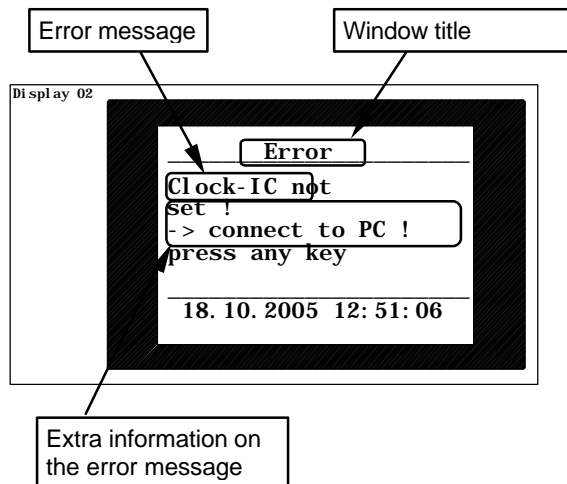 Error message
Window title
Display 02
Error
Clock-IC not
set !
-> connect to PC !
press any key
18.10.2005 12:51:06
Extra information on
the error message